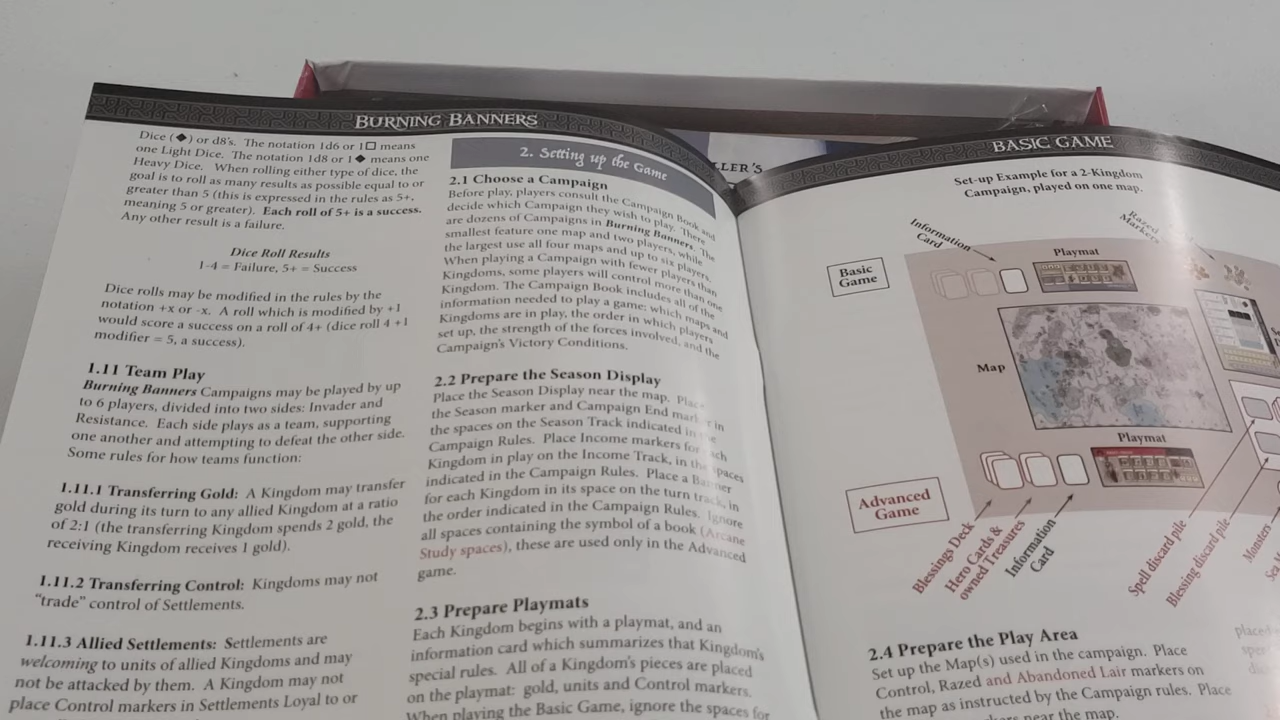 BURNING BANNERS
Dice (◆) or d8's. The notation 1d6 or 1□ means
one Light Dice. The notation 1d8 or 1◆ means one
Heavy Dice. When rolling either type of dice, the
goal is to roll as many results as possible equal to or
greater than 5 (this is expressed in the rules as 5+,
meaning 5 or greater). Each roll of 5+ is a success.
Any other result is a failure.
Dice Roll Results
1-4 = Failure, 5+ = Success
Dice rolls may be modified in the rules by the
notation +x or -x. A roll which is modified by +1
would score a success on a roll of 4+ (dice roll 4 +1
modifier = 5, a success).
1.11 Team Play
Burning Banners Campaigns may be played by up
to 6 players, divided into two sides: Invader and
Resistance. Each side plays as a team, supporting
one another and attempting to defeat the other side.
Some rules for how teams function:
1.11.1 Transferring Gold: A Kingdom may transfer
gold during its turn to any allied Kingdom at a ratio
of 2:1 (the transferring Kingdom spends 2 gold, the
receiving Kingdom receives 1 gold).
1.11.2 Transferring Control: Kingdoms may not
"trade" control of Settlements.
1.11.3 Allied Settlements: Settlements are
welcoming to units of allied Kingdoms and may
not be attacked by them. A Kingdom may not
place Control markers in Settlements Loyal to or
2. Setting up the Game
2.1 Choose a Campaign
Before play, players consult the Campaign Book and
decide which Campaign they wish to play. There
are dozens of Campaigns in Burning Banners. The
smallest feature one map and two players, while
the largest use all four maps and up to six players.
When playing a Campaign with fewer players than
Kingdoms, some players will control more than one
Kingdom. The Campaign Book includes all of the
information needed to play a game: which maps and
Kingdoms are in play, the order in which players
set up, the strength of the forces involved, and the
Campaign's Victory Conditions.
2.2 Prepare the Season Display
Place the Season Display near the map. Place
the Season marker and Campaign End marker in
the spaces on the Season Track indicated in the
Campaign Rules. Place Income markers for each
Kingdom in play on the Income Track, in the spaces
indicated in the Campaign Rules. Place a Banner
for each Kingdom in its space on the turn track, in
the order indicated in the Campaign Rules. Ignore
all spaces containing the symbol of a book (Arcane
Study spaces), these are used only in the Advanced
game.
2.3 Prepare Playmats
Each Kingdom begins with a playmat, and an
information card which summarizes that Kingdom's
special rules. All of a Kingdom's pieces are placed
on the playmat: gold, units and Control markers.
When playing the Basic Game, ignore the spaces for
LLER'S
BASIC GAME
Set-up Example for a 2-Kingdom
Campaign, played on one map.
Information
Card
Razed
Markers
Basic
Game
Playmat
Map
Playmat
Advanced
Game
Blessings Deck
Hero Cards &
owned Treasures
Information
Card
Spell discard pile
Blessing discard pile
Monsters
2.4 Prepare the Play Area
Set up the Map(s) used in the campaign. Place
Control, Razed and Abandoned Lair markers on
the map as instructed by the Campaign rules. Place
near the map.
placed